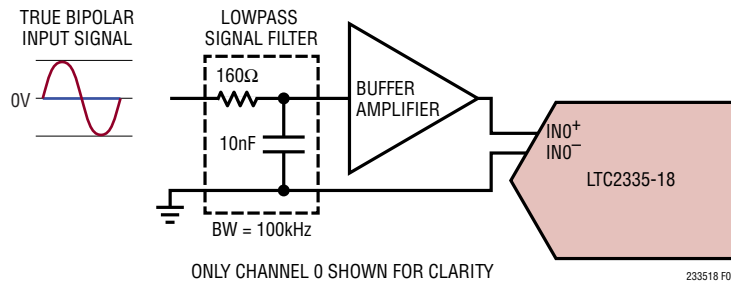 TRUE BIPOLAR
INPUT SIGNAL
LOWPASS
SIGNAL FILTER
160Ω
0V
BUFFER
AMPLIFIER
10nF
IN0+
IN0–
LTC2335-18
BW = 100kHz
ONLY CHANNEL 0 SHOWN FOR CLARITY
233518 F0